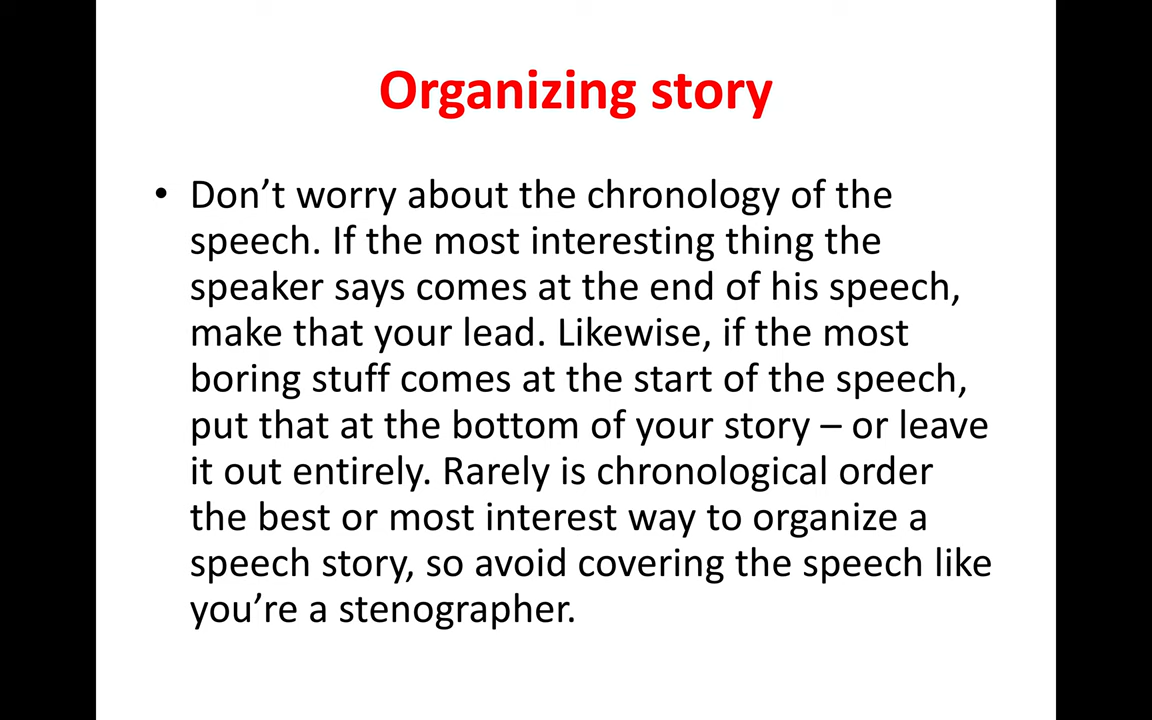 Organizing story
• Don’t worry about the chronology of the
speech. If the most interesting thing the
speaker says comes at the end of his speech,
make that your lead. Likewise, if the most
boring stuff comes at the start of the speech,
put that at the bottom of your story – or leave
it out entirely. Rarely is chronological order
the best or most interest way to organize a
speech story, so avoid covering the speech like
you’re a stenographer.